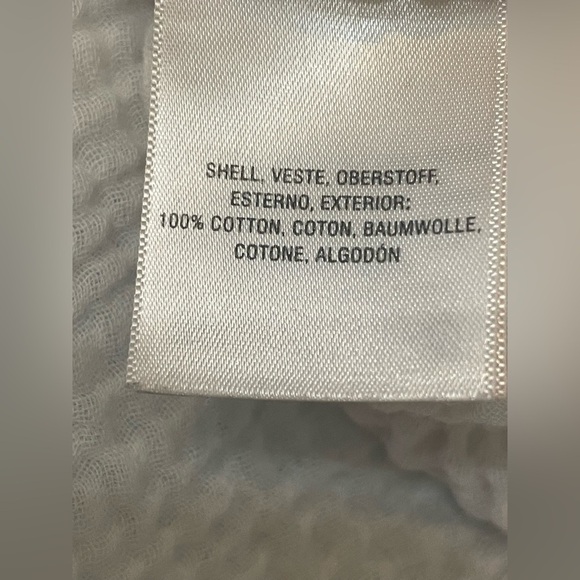 SHELL, VESTE, OBERSTOFF,
ESTERNO, EXTERIOR:
100% COTTON, COTON, BAUMWOLLE,
COTONE, ALGODÓN